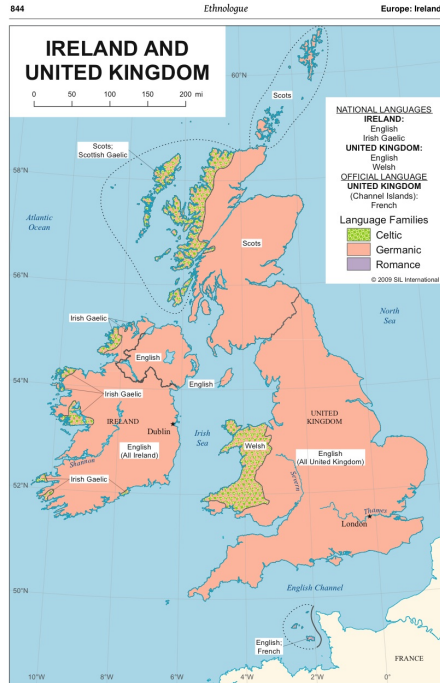 844
Ethnologue
Europe: Ireland
IRELAND AND
UNITED KINGDOM
0 50 100 150 200 mi
60°N
Scots
NATIONAL LANGUAGES
IRELAND:
English
Irish Gaelic
UNITED KINGDOM:
English
Welsh
OFFICIAL LANGUAGE
UNITED KINGDOM
(Channel Islands):
French
Language Families
Celtic
Germanic
Romance
© 2009 SIL International
Scots;
Scottish Gaelic
58°N
Atlantic
Ocean
Scots
56°N
Irish Gaelic
North
Sea
English
54°N
English
Irish Gaelic
IRELAND
Dublin
Irish
Sea
UNITED
KINGDOM
English
(All Ireland)
Welsh
English
(All United Kingdom)
Shannon
Irish Gaelic
Severn
52°N
Thames
London
50°N
English Channel
English;
French
FRANCE
10°W
8°W
6°W
4°W
2°W
0°